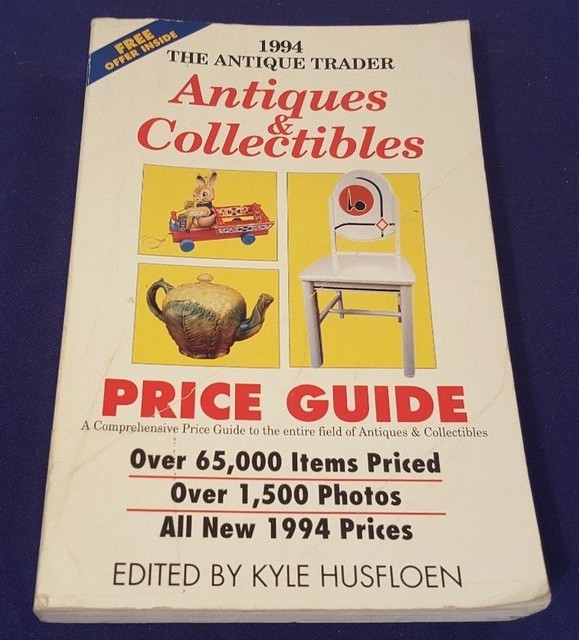 FREE
OFFER INSIDE
1994
THE ANTIQUE TRADER
Antiques
&
Collectibles
PRICE GUIDE
A Comprehensive Price Guide to the entire field of Antiques & Collectibles
Over 65,000 Items Priced
Over 1,500 Photos
All New 1994 Prices
EDITED BY KYLE HUSFLOEN